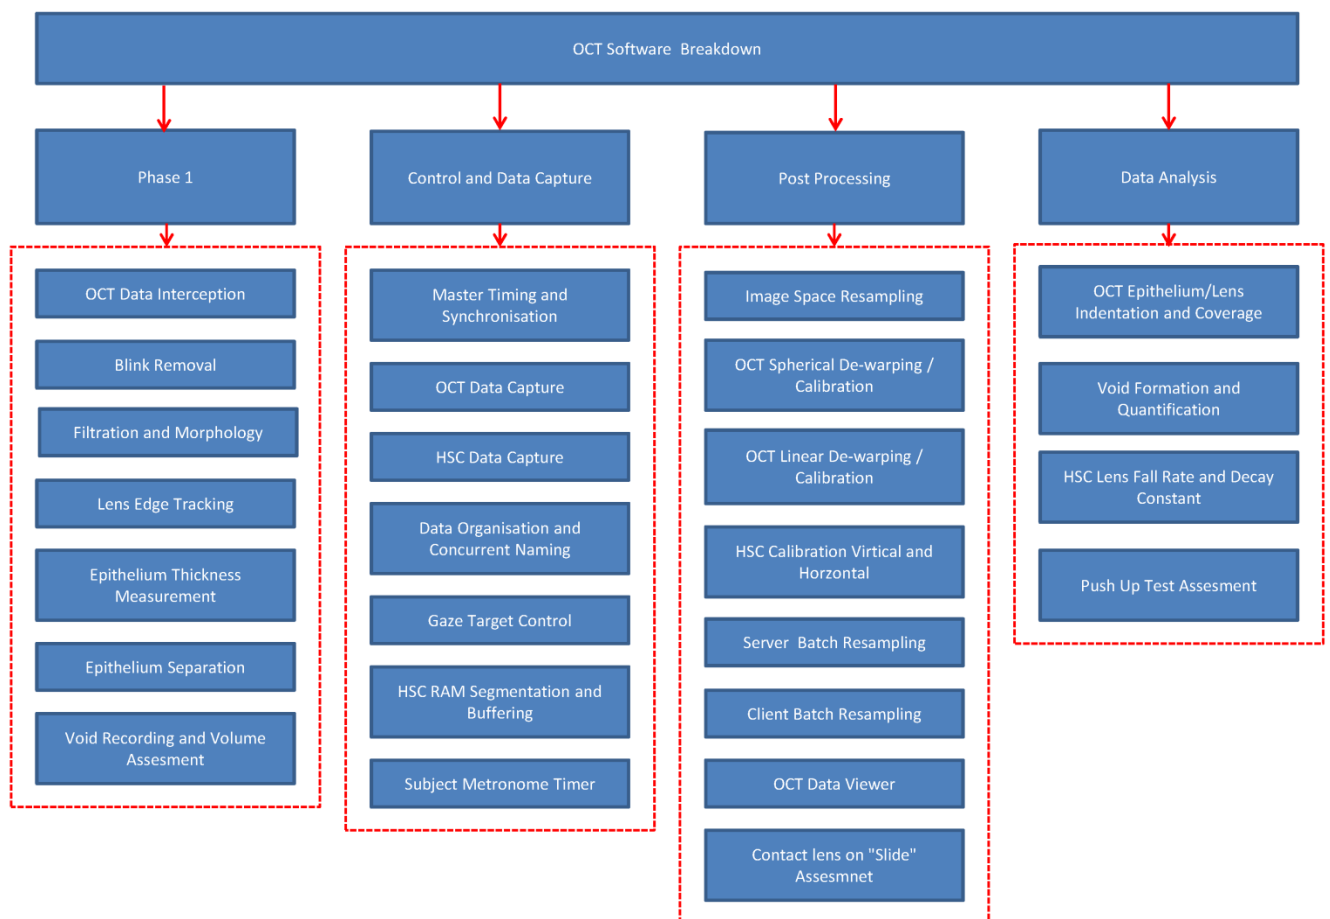 OCT Software  Breakdown
Phase 1
Control and Data Capture
Post Processing
Data Analysis
OCT Data Interception
Blink Removal
Filtration and Morphology
Lens Edge Tracking
Epithelium Thickness
Measurement
Epithelium Separation
Void Recording and Volume
Assesment
Master Timing and
Synchronisation
OCT Data Capture
HSC Data Capture
Data Organisation and
Concurrent Naming
Gaze Target Control
HSC RAM Segmentation and
Buffering
Subject Metronome Timer
Image Space Resampling
OCT Spherical De-warping /
Calibration
OCT Linear De-warping /
Calibration
HSC Calibration Virtical and
Horzontal
Server  Batch Resampling
Client Batch Resampling
OCT Data Viewer
Contact lens on "Slide"
Assesmnet
OCT Epithelium/Lens
Indentation and Coverage
Void Formation and
Quantification
HSC Lens Fall Rate and Decay
Constant
Push Up Test Assesment